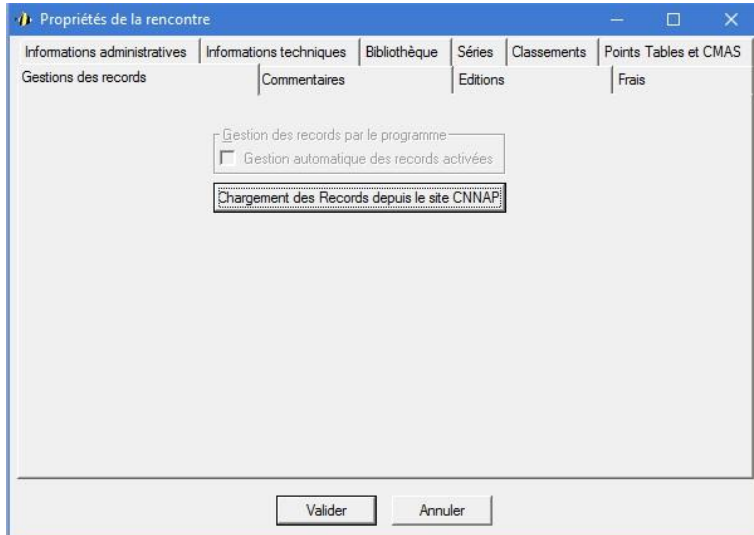 Propriétés de la rencontre
Informations administratives Informations techniques Bibliothèque Séries Classements Points Tables et CMAS
Gestions des records Commentaires Editions Frais
Gestion des records par le programme
Gestion automatique des records activées
Chargement des Records depuis le site CNNAP
Valider Annuler